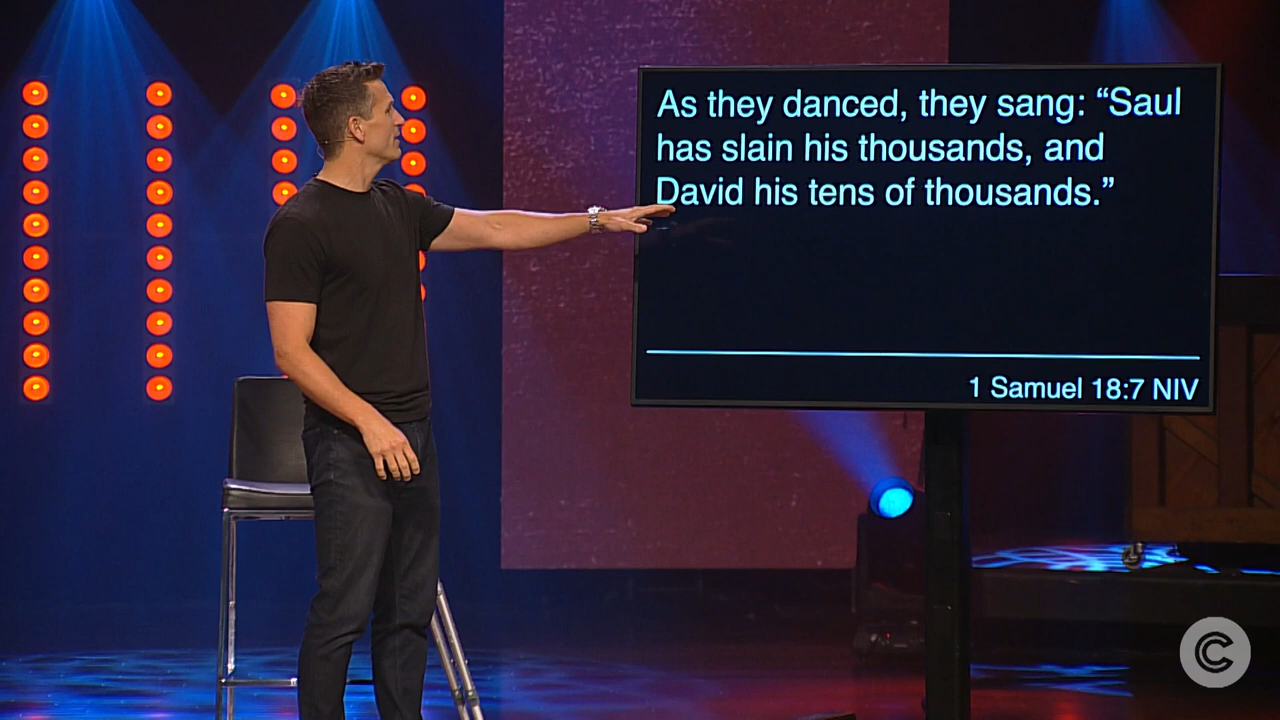 As they danced, they sang: “Saul
has slain his thousands, and
David his tens of thousands.”
1 Samuel 18:7 NIV
C